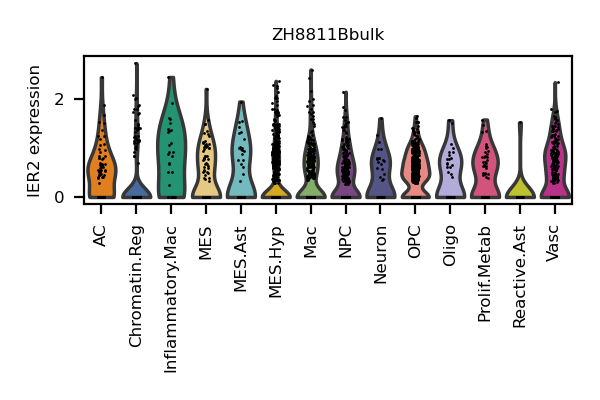 ZH8811Bbulk
IER2 expression
2
0
AC
Chromatin.Reg
Inflammatory.Mac
MES
MES.Ast
MES.Hyp
Mac
NPC
Neuron
OPC
Oligo
Prolif.Metab
Reactive.Ast
Vasc